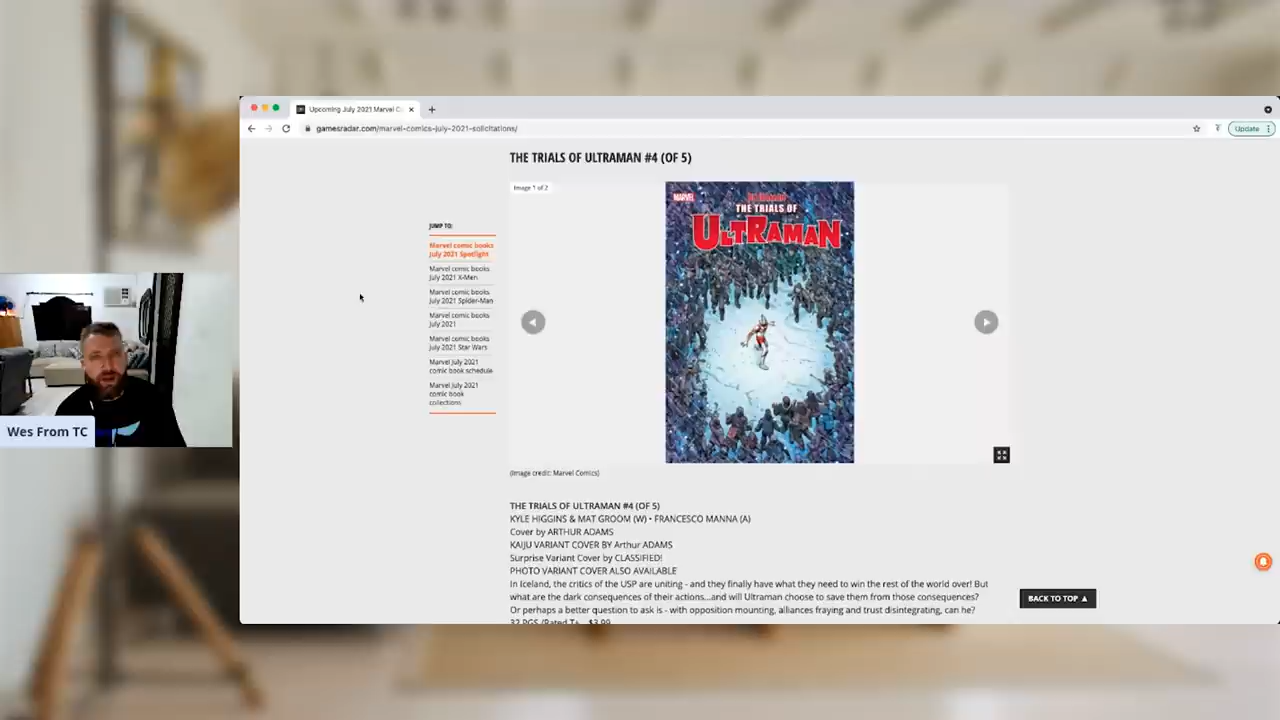 Upcoming July 2021 Marvel C
gamesradar.com/marvel-comics-july-2021-solicitations/
Update
THE TRIALS OF ULTRAMAN #4 (OF 5)
Image 1 of 2
MARVEL
THE TRIALS OF
ULTRAMAN
JUMP TO:
Marvel comic books
July 2021 Spotlight
Marvel comic books
July 2021 X-Men
Marvel comic books
July 2021 Spider-Man
Marvel comic books
July 2021
Marvel comic books
July 2021 Star Wars
Marvel July 2021
comic book schedule
Marvel July 2021
comic book
collections
Wes From TC
(Image credit: Marvel Comics)
THE TRIALS OF ULTRAMAN #4 (OF 5)
KYLE HIGGINS & MAT GROOM (W) • FRANCESCO MANNA (A)
Cover by ARTHUR ADAMS
KAIJU VARIANT COVER BY Arthur ADAMS
Surprise Variant Cover by CLASSIFIED!
PHOTO VARIANT COVER ALSO AVAILABLE
In Iceland, the critics of the USP are uniting - and they finally have what they need to win the rest of the world over! But
what are the dark consequences of their actions...and will Ultraman choose to save them from those consequences?
Or perhaps a better question to ask is - with opposition mounting, alliances fraying and trust disintegrating, can he?
32 PGS./Rated T+ ...$3.99
BACK TO TOP ▲